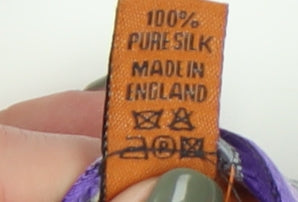 100%
PURE SILK
MADE IN
ENGLAND